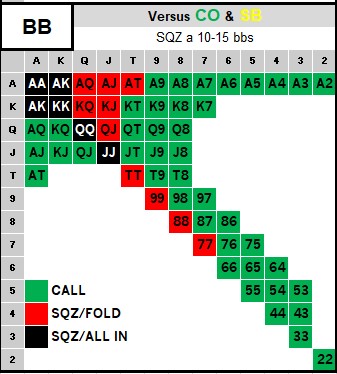 BB Versus CO & SB
SQZ a 10-15 bbs
A K Q J T 9 8 7 6 5 4 3 2
A AA AK AQ AJ AT A9 A8 A7 A6 A5 A4 A3 A2
K AK KK KQ KJ KT K9 K8 K7
Q AQ KQ QQ QJ QT Q9 Q8
J AJ KJ QJ JJ JT J9 J8
T AT TT T9 T8
9 99 98 97
8 88 87 86
7 77 76 75
6 66 65 64
5 CALL 55 54 53
4 SQZ/FOLD 44 43
3 SQZ/ALL IN 33
2 22